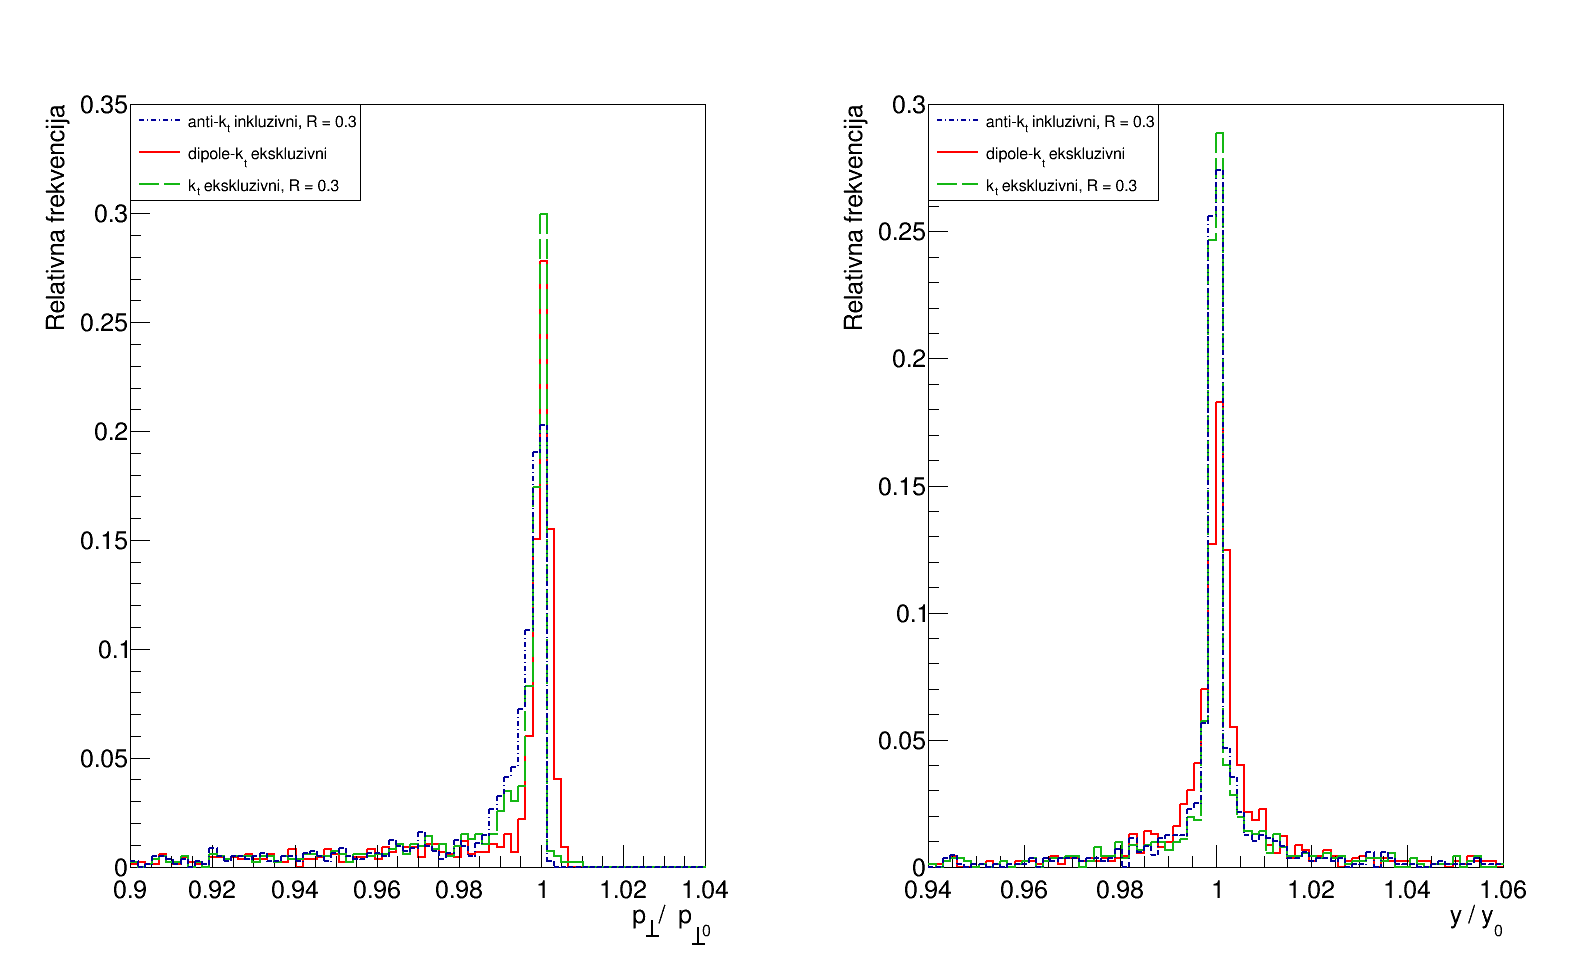 Relativna frekvencija
0.35
0.3
0.25
0.2
0.15
0.1
0.05
0
anti-kt inkluzivni, R = 0.3
dipole-kt ekskluzivni
kt ekskluzivni, R = 0.3
0.9 0.92 0.94 0.96 0.98 1 1.02 1.04
p⊥ / p⊥0
Relativna frekvencija
0.3
0.25
0.2
0.15
0.1
0.05
0
anti-kt inkluzivni, R = 0.3
dipole-kt ekskluzivni
kt ekskluzivni, R = 0.3
0.94 0.96 0.98 1 1.02 1.04 1.06
y / y0